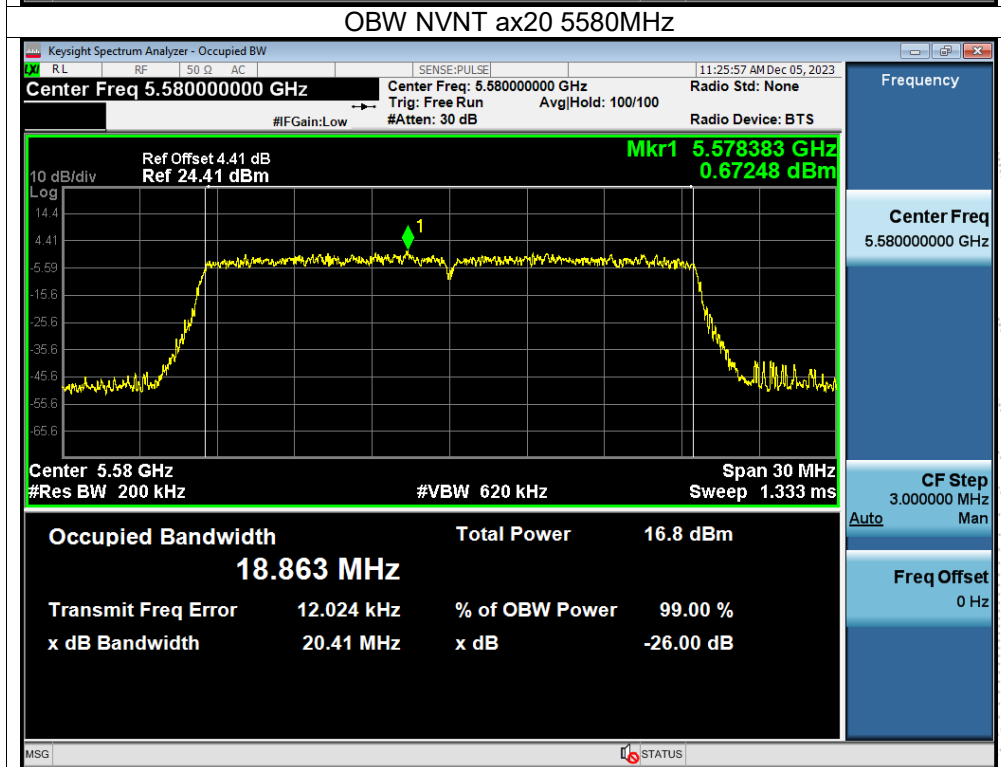 OBW NVNT ax20 5580MHz
Keysight Spectrum Analyzer - Occupied BW
LXI RL RF 50 Ω AC SENSE:PULSE 11:25:57 AM Dec 05, 2023
Center Freq 5.580000000 GHz Center Freq: 5.580000000 GHz Radio Std: None Frequency
Trig: Free Run Avg|Hold: 100/100
#IFGain:Low #Atten: 30 dB Radio Device: BTS
Mkr1 5.578383 GHz
Ref Offset 4.41 dB
10 dB/div Ref 24.41 dBm 0.67248 dBm
Log
14.4
Center Freq
5.580000000 GHz
1
4.41
-5.59
-15.6
-25.6
-35.6
-45.6
-55.6
-65.6
Center 5.58 GHz Span 30 MHz
#Res BW 200 kHz #VBW 620 kHz Sweep 1.333 ms
CF Step
3.000000 MHz
Auto Man
Occupied Bandwidth Total Power 16.8 dBm
18.863 MHz
Freq Offset
0 Hz
Transmit Freq Error 12.024 kHz % of OBW Power 99.00 %
x dB Bandwidth 20.41 MHz x dB -26.00 dB
MSG STATUS